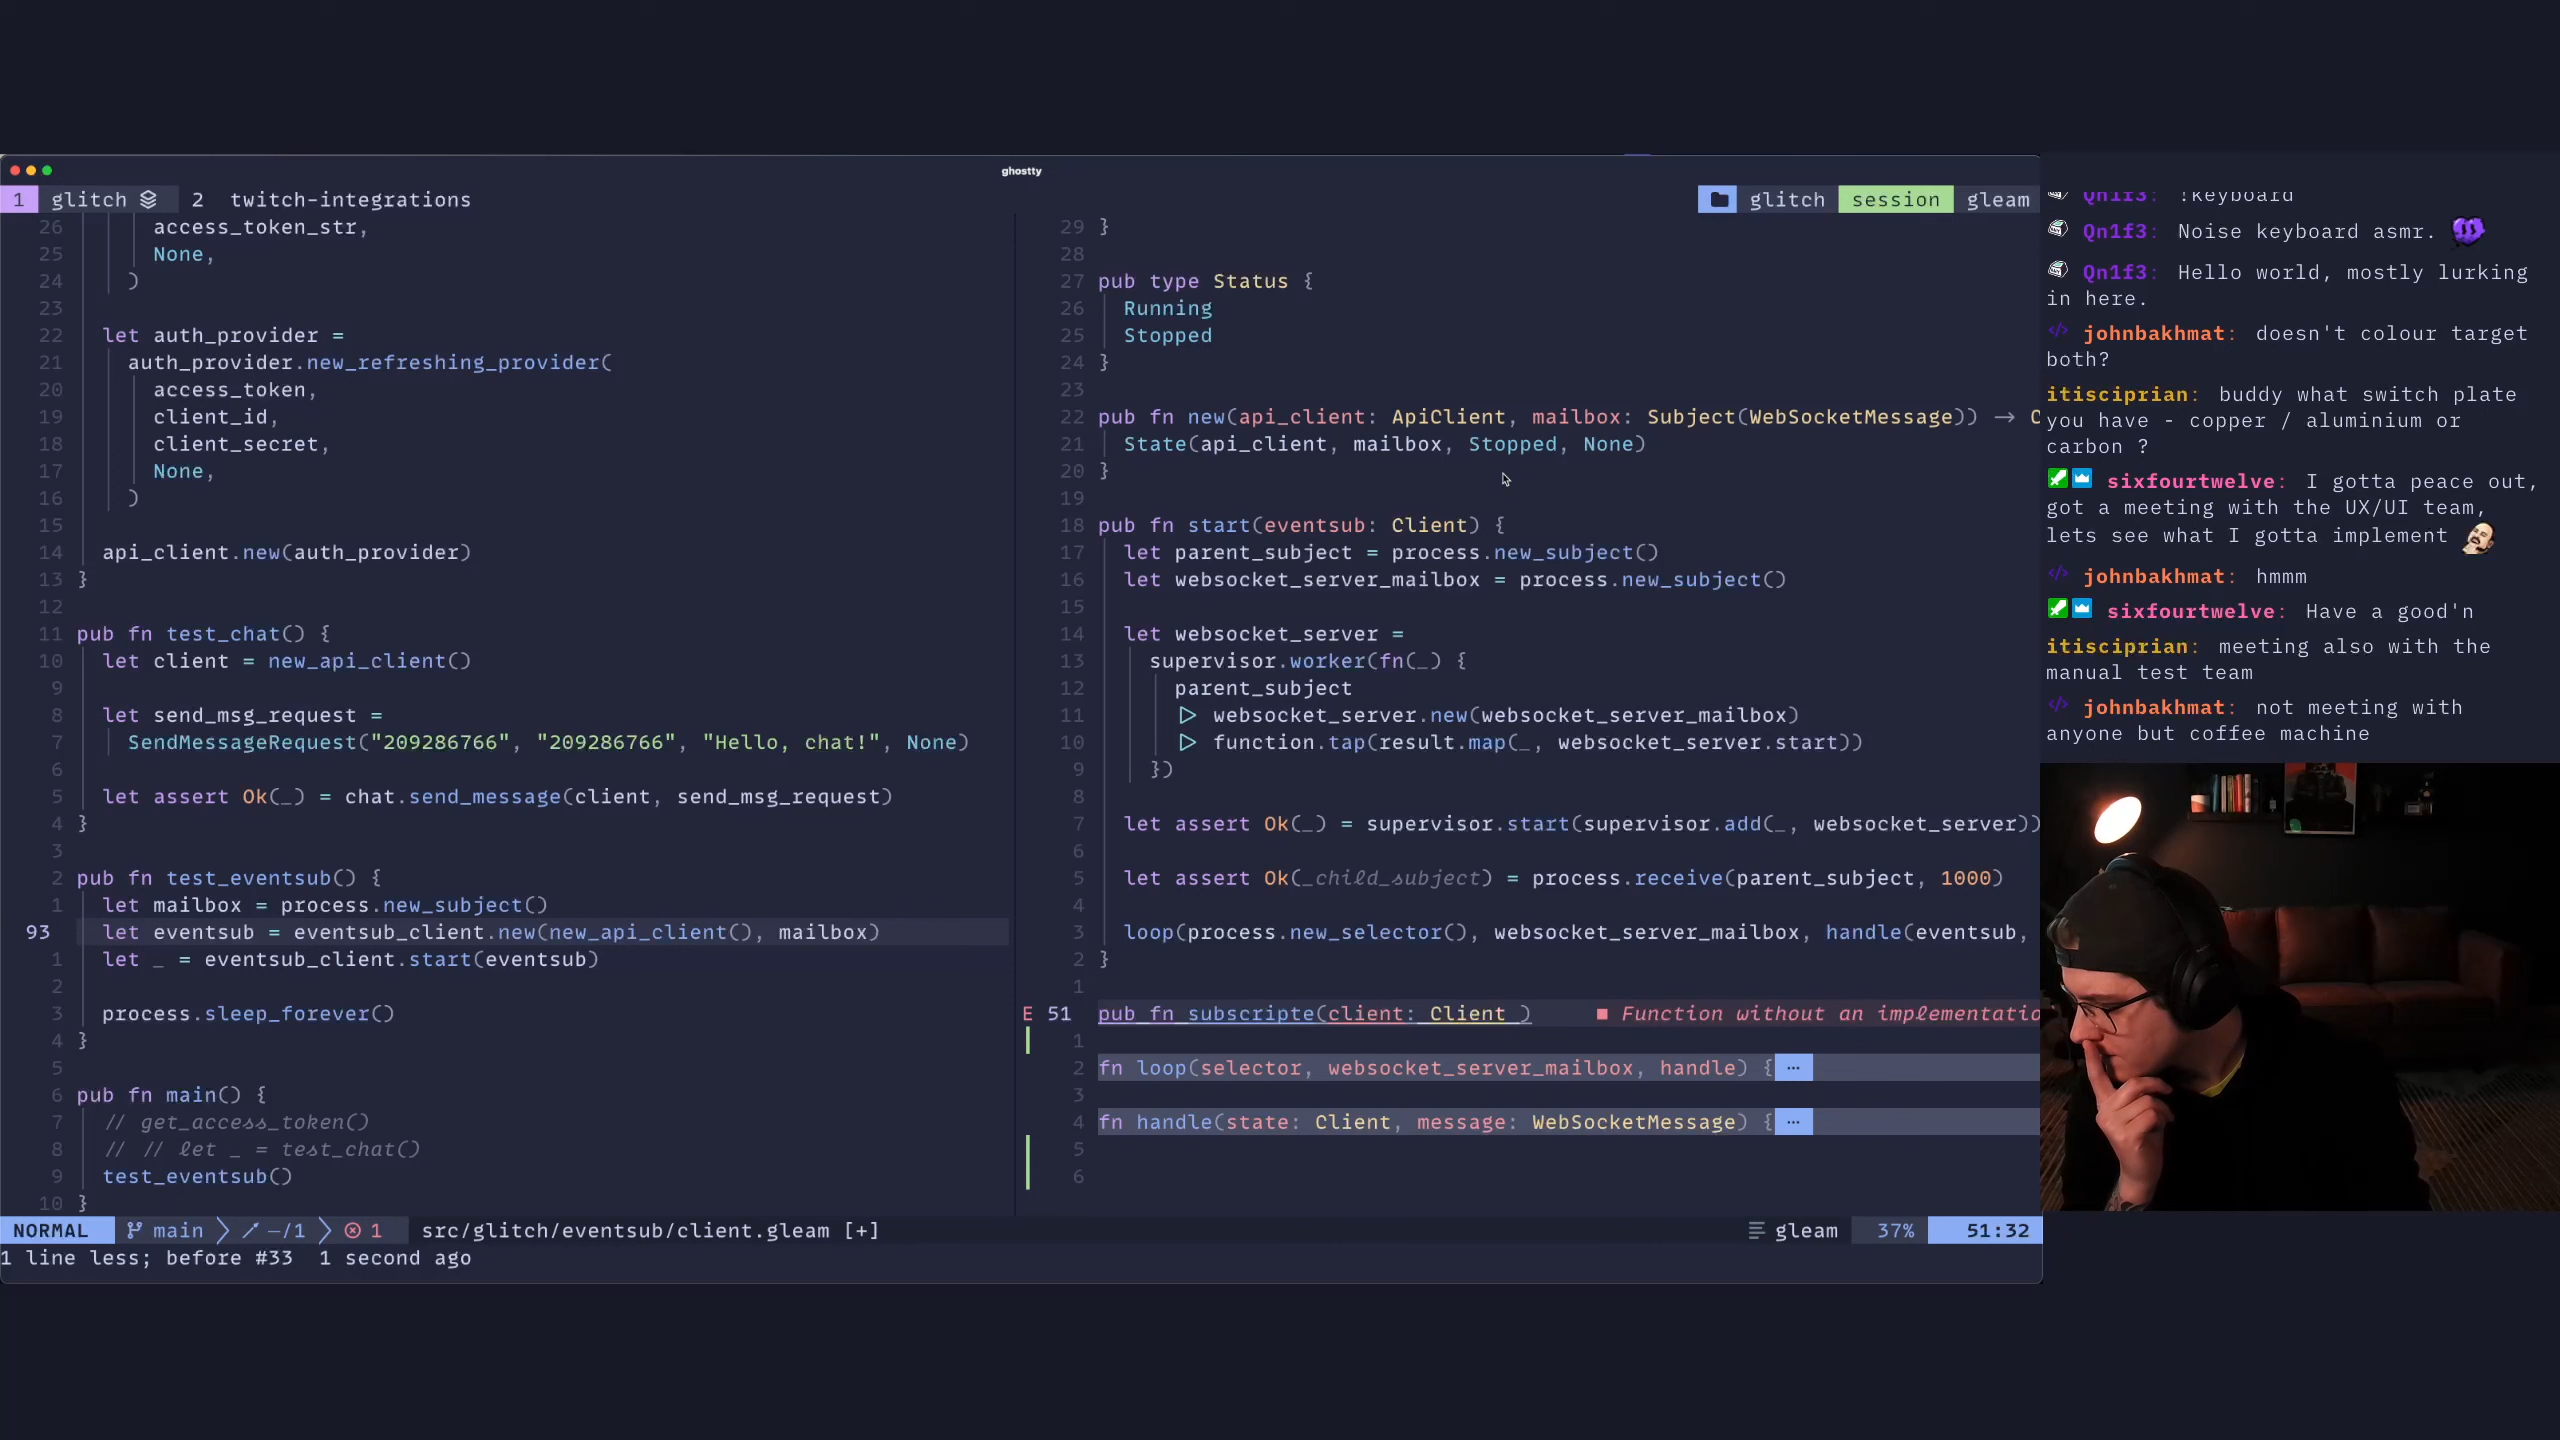 ghostty
1 glitch 2 twitch-integrations
glitch session gleam
26 access_token_str,
25 None,
24 )
23
22 let auth_provider =
21 auth_provider.new_refreshing_provider(
20 access_token,
19 client_id,
18 client_secret,
17 None,
16 )
15
14 api_client.new(auth_provider)
13 }
12
11 pub fn test_chat() {
10 let client = new_api_client()
9
8 let send_msg_request =
7 SendMessageRequest("209286766", "209286766", "Hello, chat!", None)
6
5 let assert Ok(_) = chat.send_message(client, send_msg_request)
4 }
3
2 pub fn test_eventsub() {
1 let mailbox = process.new_subject()
93 let eventsub = eventsub_client.new(new_api_client(), mailbox)
1 let _ = eventsub_client.start(eventsub)
2
3 process.sleep_forever()
4 }
5
6 pub fn main() {
7 // get_access_token()
8 // // let _ = test_chat()
9 test_eventsub()
10 }
29 }
28
27 pub type Status {
26 Running
25 Stopped
24 }
23
22 pub fn new(api_client: ApiClient, mailbox: Subject(WebSocketMessage)) -> C
21 State(api_client, mailbox, Stopped, None)
20 }
19
18 pub fn start(eventsub: Client) {
17 let parent_subject = process.new_subject()
16 let websocket_server_mailbox = process.new_subject()
15
14 let websocket_server =
13 supervisor.worker(fn(_) {
12 parent_subject
11 |> websocket_server.new(websocket_server_mailbox)
10 |> function.tap(result.map(_, websocket_server.start))
9 })
8
7 let assert Ok(_) = supervisor.start(supervisor.add(_, websocket_server))
6
5 let assert Ok(_child_subject) = process.receive(parent_subject, 1000)
4
3 loop(process.new_selector(), websocket_server_mailbox, handle(eventsub,
2 }
1
E 51 pub fn subscripte(client: Client ) ■ Function without an implementatio
1
2 fn loop(selector, websocket_server_mailbox, handle) { ...
3
4 fn handle(state: Client, message: WebSocketMessage) { ...
5
6
NORMAL main —/1 1 src/glitch/eventsub/client.gleam [+] gleam 37% 51:32
1 line less; before #33 1 second ago
Qn1f3: !keyboard
Qn1f3: Noise keyboard asmr.
Qn1f3: Hello world, mostly lurking
in here.
johnbakhmat: doesn't colour target
both?
itisciprian: buddy what switch plate
you have - copper / aluminium or
carbon ?
sixfourtwelve: I gotta peace out,
got a meeting with the UX/UI team,
lets see what I gotta implement
johnbakhmat: hmmm
sixfourtwelve: Have a good'n
itisciprian: meeting also with the
manual test team
johnbakhmat: not meeting with
anyone but coffee machine